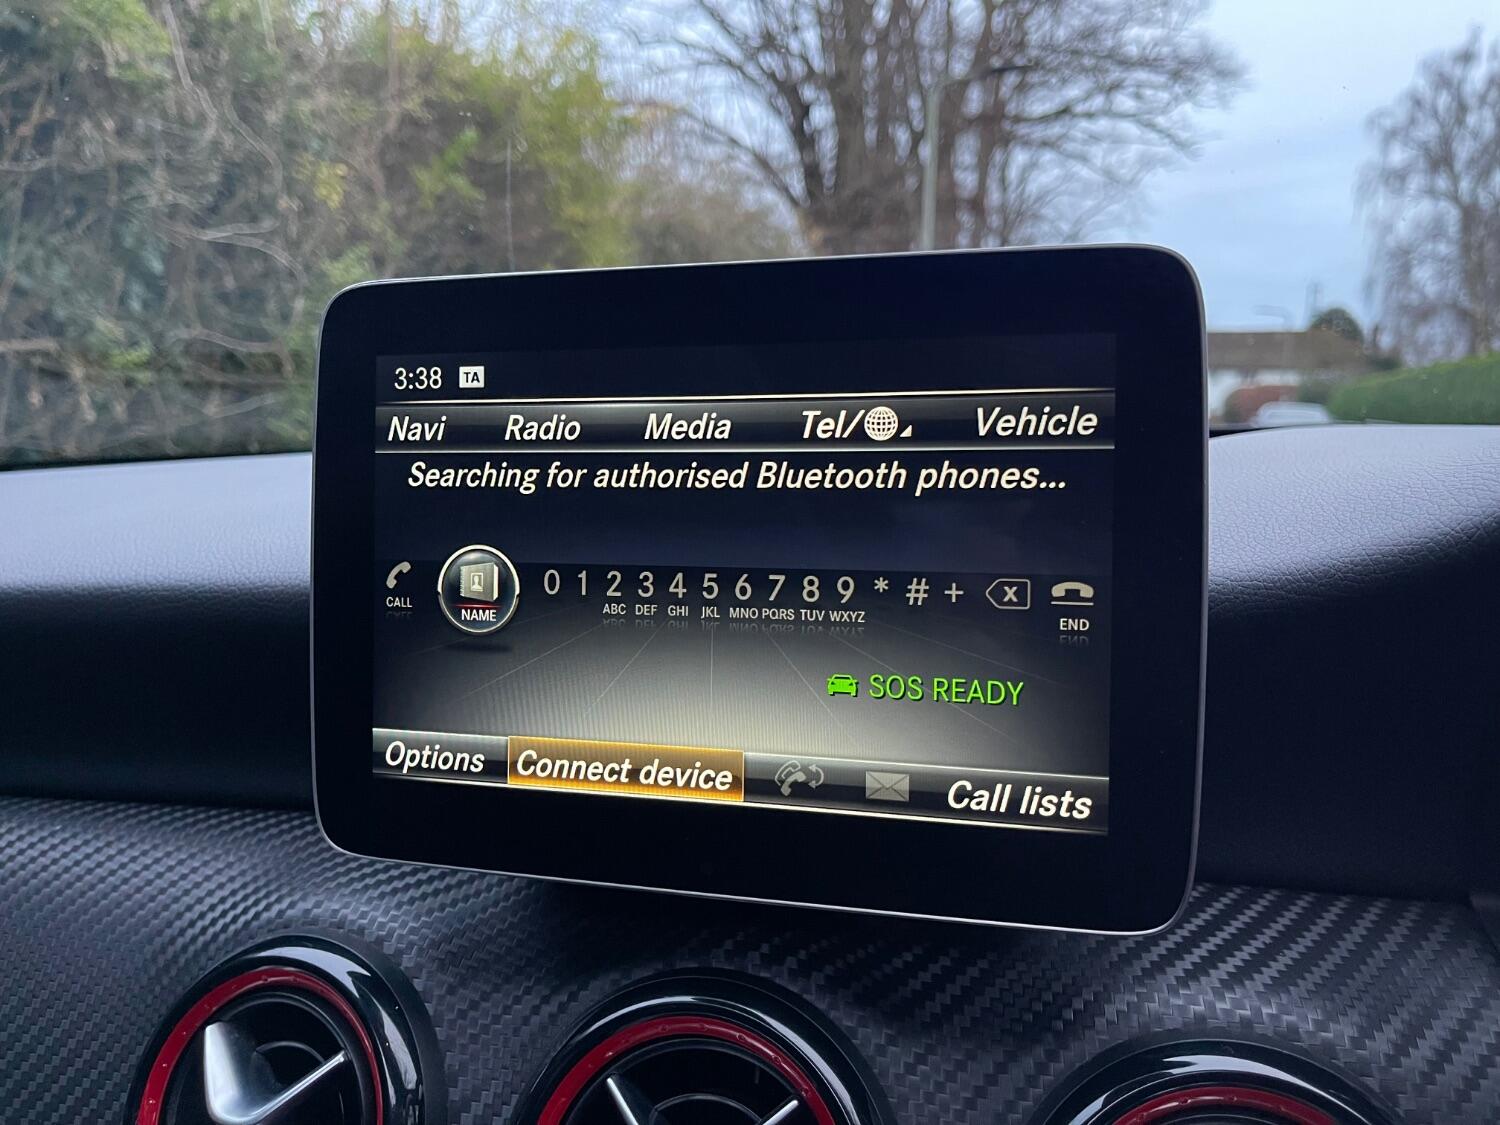 3:38 TA
Navi Radio Media Tel/ Vehicle
Searching for authorised Bluetooth phones...
CALL NAME 0 1 2 3 4 5 6 7 8 9 * # + X END
ABC DEF GHI JKL MNO PQRS TUV WXYZ
SOS READY
Options Connect device Call lists